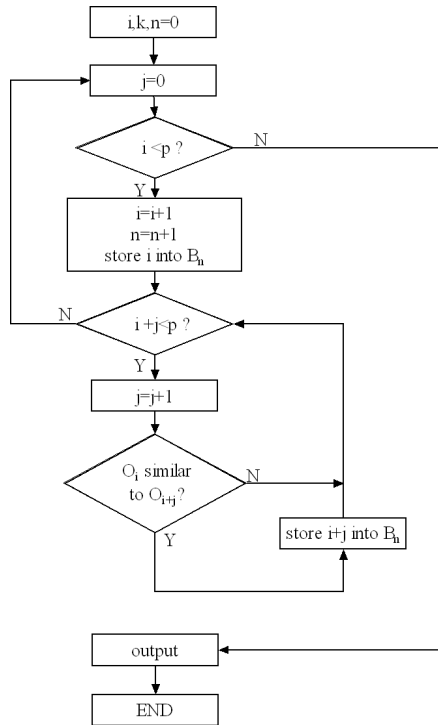 i,k,n=0
j=0
i <p ?
N
Y
i=i+1
n=n+1
store i into Bn
N
i +j<p ?
Y
j=j+1
Oi similar
to Oi+j?
N
Y
store i+j into Bn
output
END